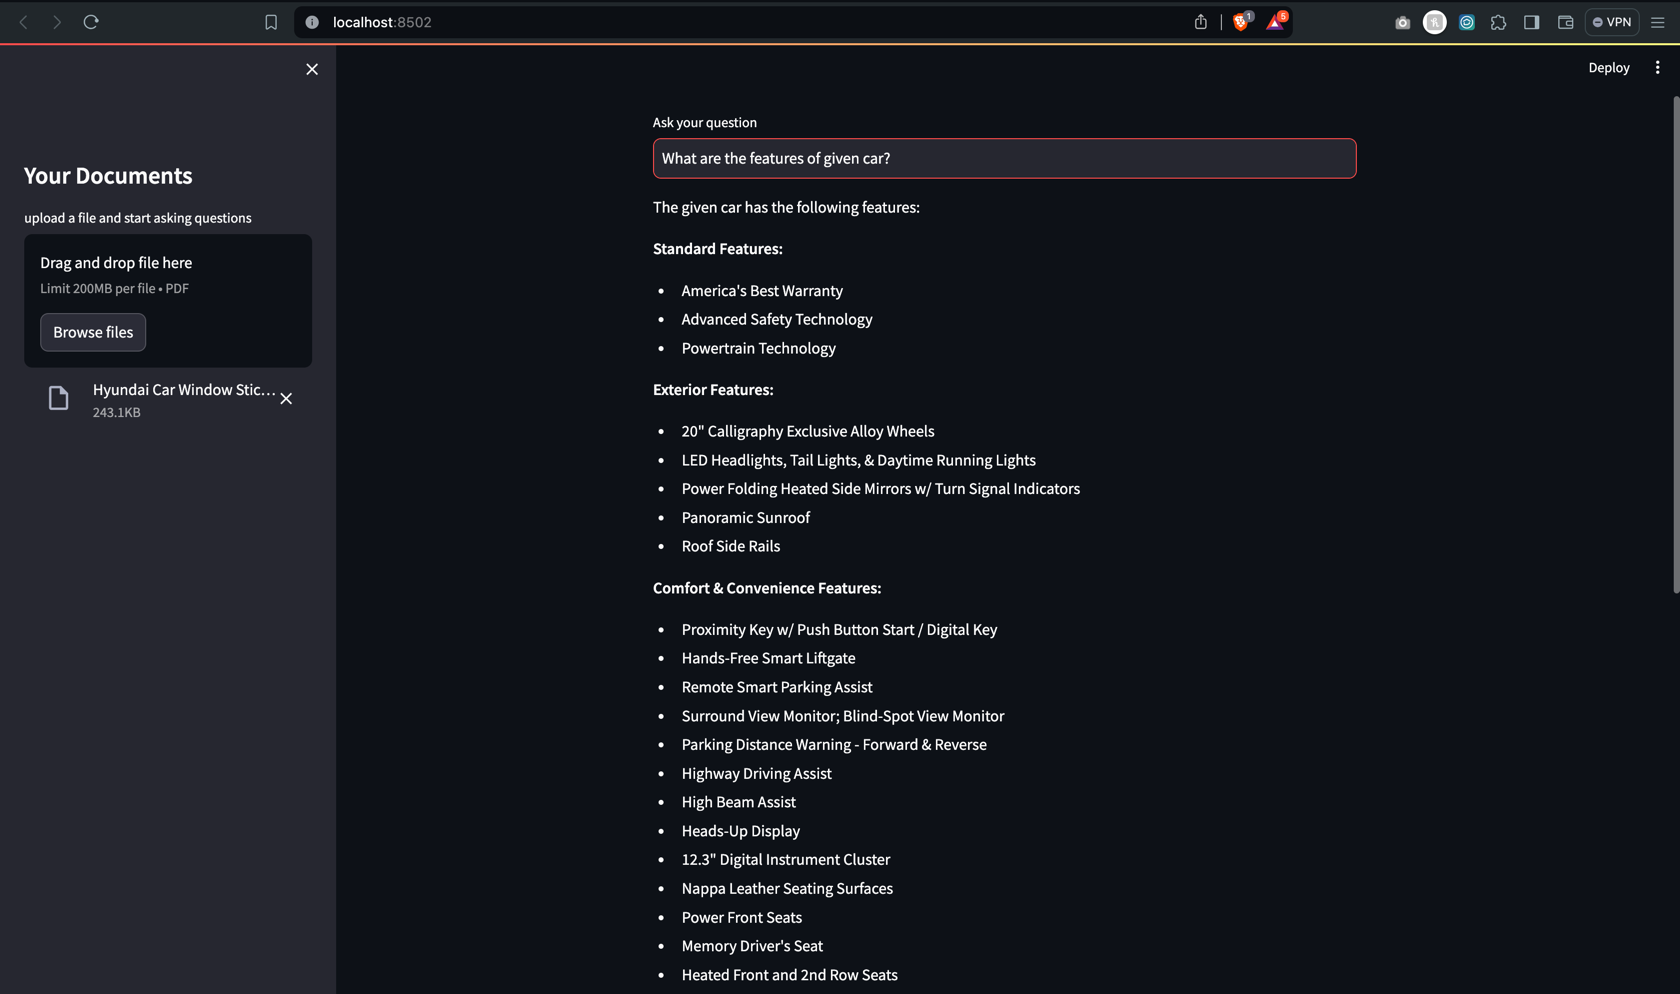 localhost:8502
1
5
VPN
Deploy
Your Documents
upload a file and start asking questions
Drag and drop file here
Limit 200MB per file • PDF
Browse files
Hyundai Car Window Stic...
243.1KB
Ask your question
What are the features of given car?
The given car has the following features:
Standard Features:
• America's Best Warranty
• Advanced Safety Technology
• Powertrain Technology
Exterior Features:
• 20" Calligraphy Exclusive Alloy Wheels
• LED Headlights, Tail Lights, & Daytime Running Lights
• Power Folding Heated Side Mirrors w/ Turn Signal Indicators
• Panoramic Sunroof
• Roof Side Rails
Comfort & Convenience Features:
• Proximity Key w/ Push Button Start / Digital Key
• Hands-Free Smart Liftgate
• Remote Smart Parking Assist
• Surround View Monitor; Blind-Spot View Monitor
• Parking Distance Warning - Forward & Reverse
• Highway Driving Assist
• High Beam Assist
• Heads-Up Display
• 12.3" Digital Instrument Cluster
• Nappa Leather Seating Surfaces
• Power Front Seats
• Memory Driver's Seat
• Heated Front and 2nd Row Seats